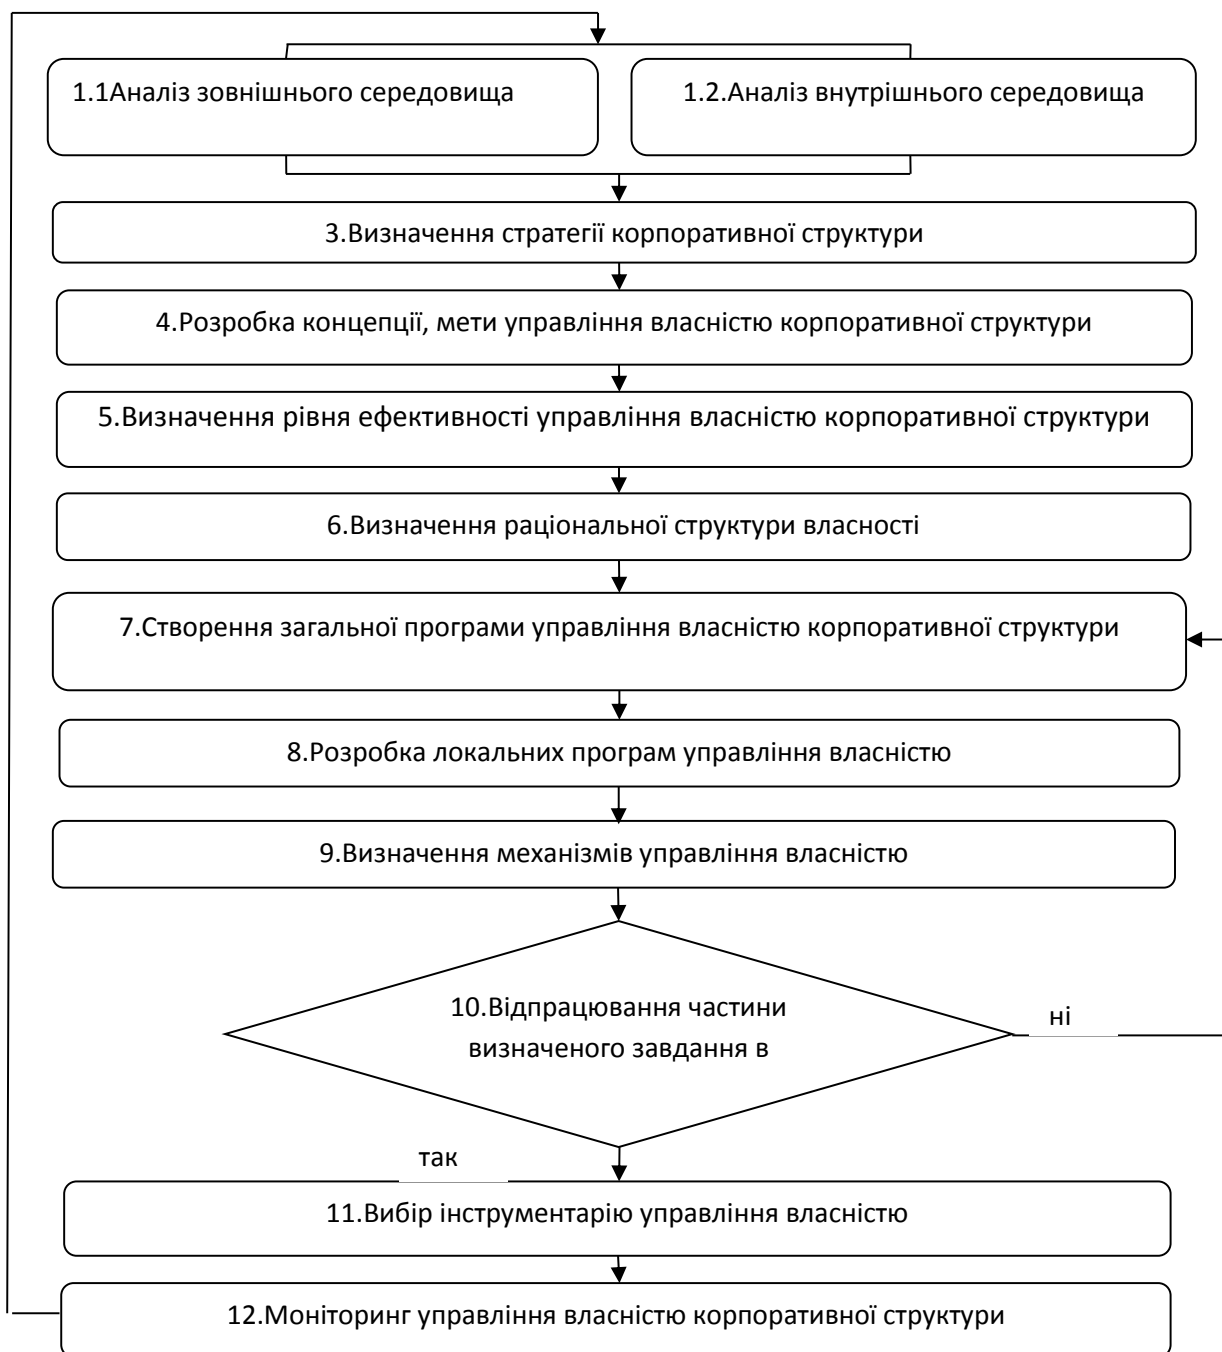 1.1Аналіз зовнішнього середовища
1.2.Аналіз внутрішнього середовища
3.Визначення стратегії корпоративної структури
4.Розробка концепції, мети управління власністю корпоративної структури
5.Визначення рівня ефективності управління власністю корпоративної структури
6.Визначення раціональної структури власності
7.Створення загальної програми управління власністю корпоративної структури
8.Розробка локальних програм управління власністю
9.Визначення механізмів управління власністю
10.Відпрацювання частини
визначеного завдання в
ні
так
11.Вибір інструментарію управління власністю
12.Моніторинг управління власністю корпоративної структури